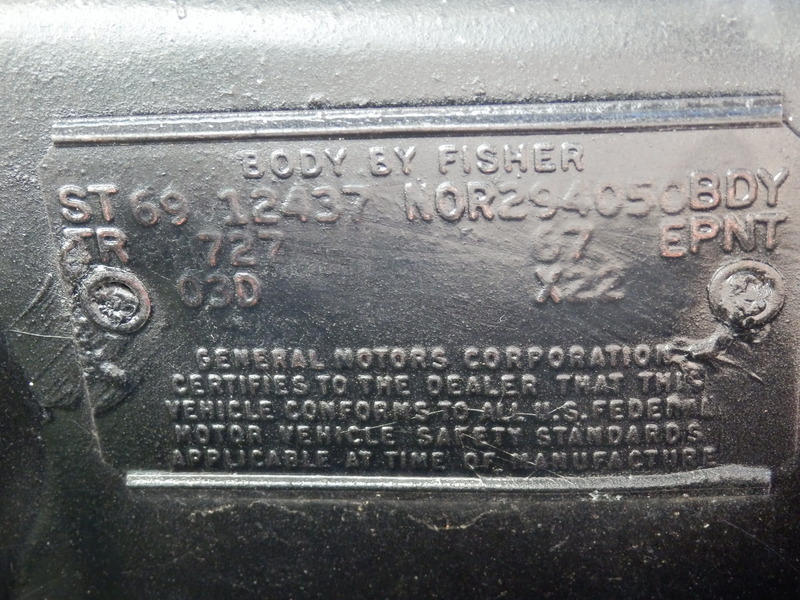 BODY BY FISHER
ST 69 12437 NOR294050 BDY
TR 727 67 EPNT
03D X22
GENERAL MOTORS CORPORATION
CERTIFIES TO THE DEALER THAT THIS
VEHICLE CONFORMS TO ALL U.S. FEDERAL
MOTOR VEHICLE SAFETY STANDARDS
APPLICABLE AT TIME OF MANUFACTURE